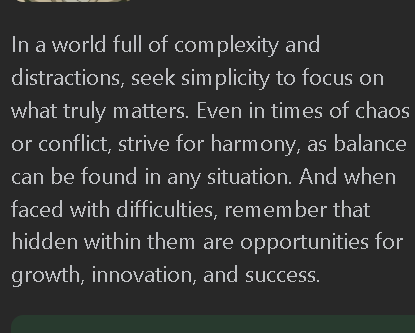 In a world full of complexity and
distractions, seek simplicity to focus on
what truly matters. Even in times of chaos
or conflict, strive for harmony, as balance
can be found in any situation. And when
faced with difficulties, remember that
hidden within them are opportunities for
growth, innovation, and success.